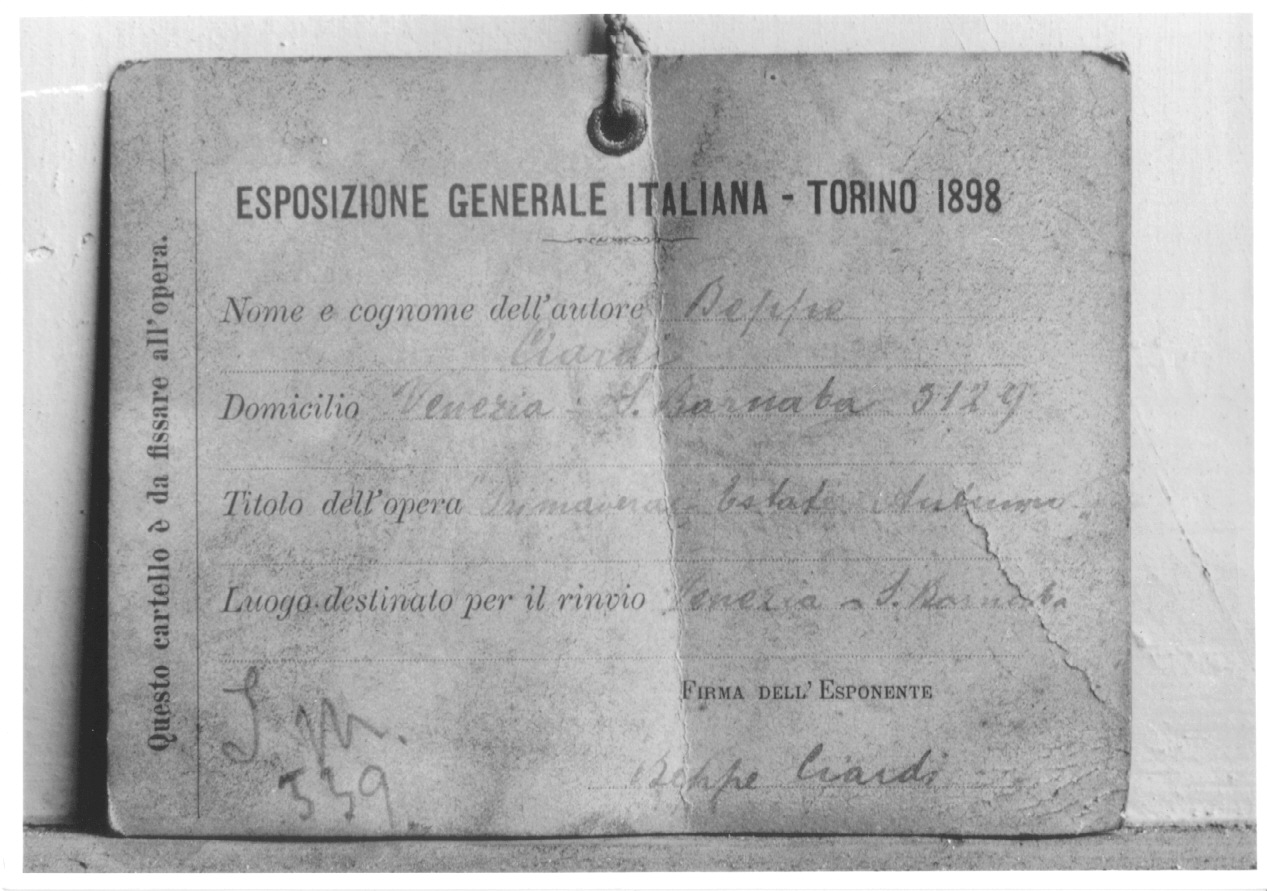 ESPOSIZIONE GENERALE ITALIANA - TORINO 1898
Nome e cognome dell'autore Beppe
Ciardi
Domicilio Venezia - S. Barnaba 3129
Titolo dell'opera "Primavera - Estate - Autunno."
Luogo destinato per il rinvio Venezia - S. Barnaba
FIRMA DELL'ESPONENTE
Beppe Ciardi
339
Questo cartello è da fissare all'opera.